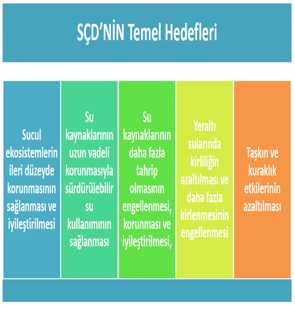 SÇD'NİN Temel Hedefleri
Sucul
ekosistemlerin
ileri düzeyde
korunmasının
sağlanması ve
iyileştirilmesi
Su
kaynaklarının
uzun vadeli
korunmasıyla
sürdürülebilir
su
kullanımının
sağlanması
Su
kaynaklarının
daha fazla
tahrip
olmasının
engellenmesi,
korunması ve
iyileştirilmesi,
Yeraltı
sularında
kirliliğin
azaltılması ve
daha fazla
kirlenmesinin
engellenmesi
Taşkın ve
kuraklık
etkilerinin
azaltılması